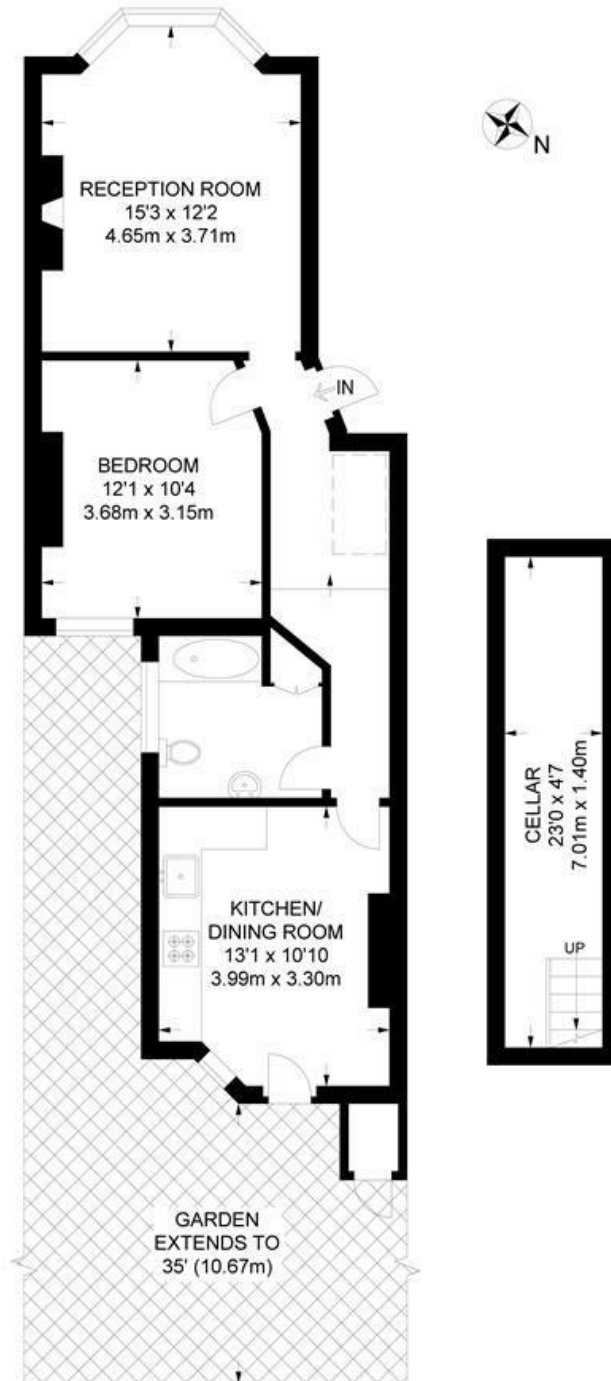 N
RECEPTION ROOM
15'3 x 12'2
4.65m x 3.71m
IN
BEDROOM
12'1 x 10'4
3.68m x 3.15m
CELLAR
23'0 x 4'7
7.01m x 1.40m
UP
KITCHEN/
DINING ROOM
13'1 x 10'10
3.99m x 3.30m
GARDEN
EXTENDS TO
35' (10.67m)